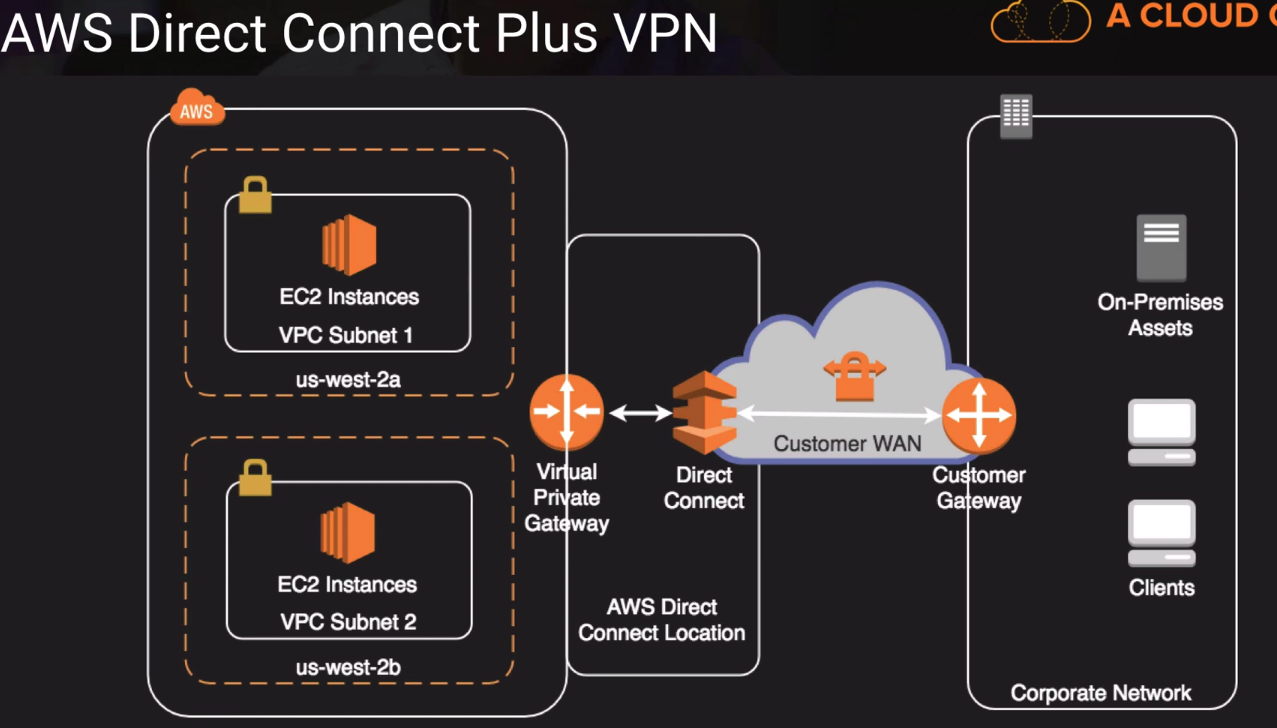 AWS Direct Connect Plus VPN
A CLOUD
AWS
EC2 Instances
VPC Subnet 1
us-west-2a
EC2 Instances
VPC Subnet 2
us-west-2b
Virtual
Private
Gateway
Direct
Connect
AWS Direct
Connect Location
Customer WAN
Customer
Gateway
On-Premises
Assets
Clients
Corporate Network